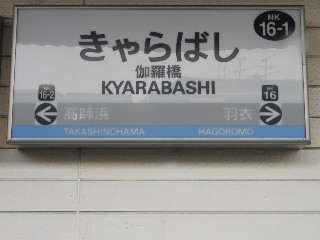 NK
16-1
きゃらばし
伽羅橋
KYARABASHI
NK
16-2
高師浜
TAKASHINOHAMA
羽衣
HAGOROMO
NK
16